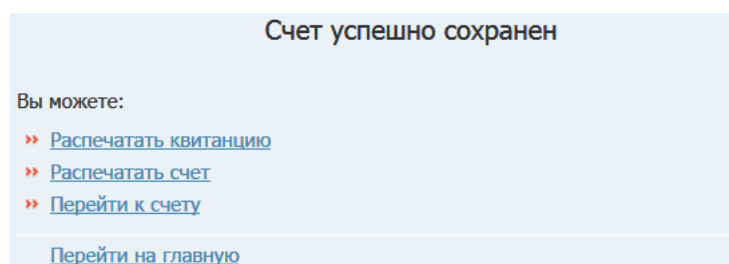 Счет успешно сохранен
Вы можете:
Распечатать квитанцию
Распечатать счет
Перейти к счету
Перейти на главную